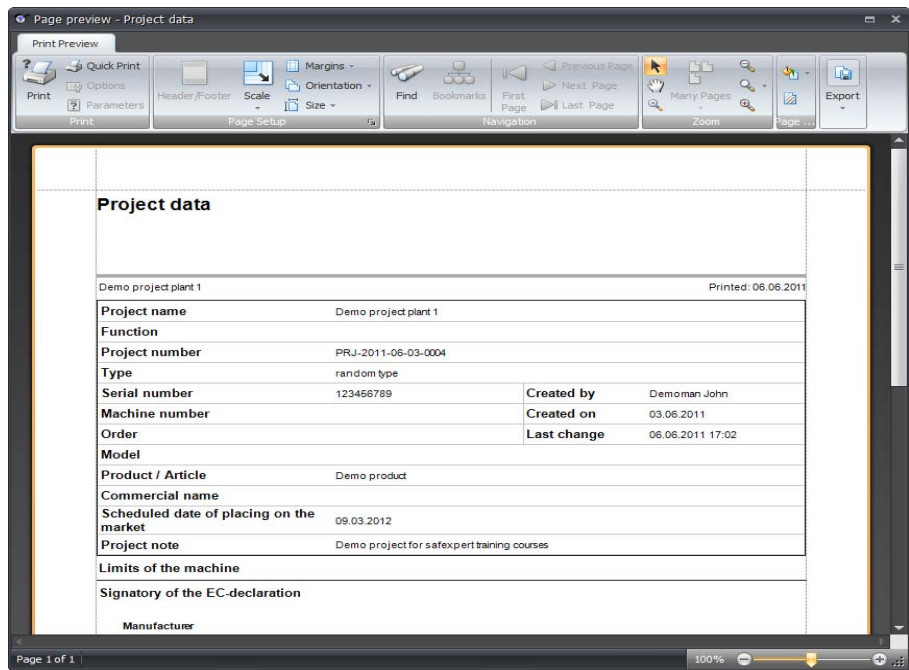 Page preview - Project data
Print Preview
Print
Quick Print
Options
Parameters
Print
Header/Footer
Scale
Margins
Orientation
Size
Page Setup
Find
Bookmarks
First Page
Previous Page
Next Page
Last Page
Navigation
Many Pages
Zoom
Page ...
Export
Project data
Demo project plant 1 Printed: 06.06.2011
Project name Demo project plant 1
Function
Project number PRJ-2011-06-03-0004
Type random type
Serial number 123456789 Created by Demoman John
Machine number Created on 03.06.2011
Order Last change 06.06.2011 17:02
Model
Product / Article Demo product
Commercial name
Scheduled date of placing on the
market 09.03.2012
Project note Demo project for safexpert training courses
Limits of the machine
Signatory of the EC-declaration
Manufacturer
Page 1 of 1 100%